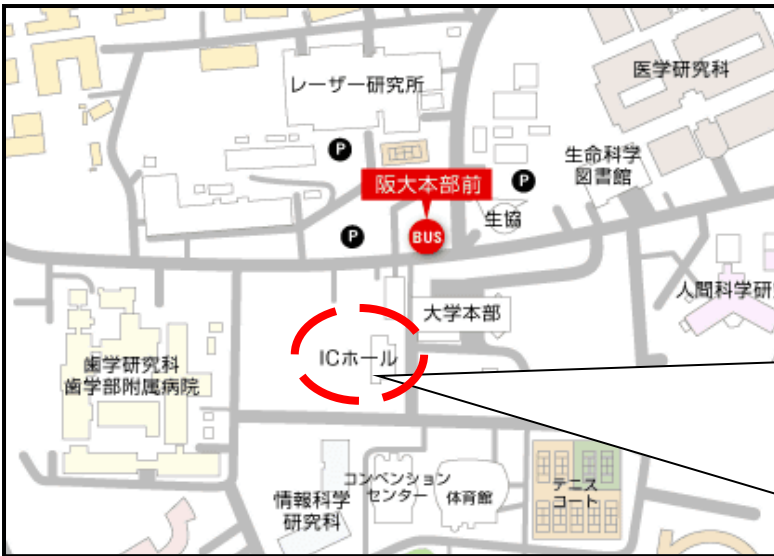 レーザー研究所
医学研究科
P
生命科学
図書館
阪大本部前
P
生協
P
BUS
人間科学研
大学本部
ICホール
歯学研究科
歯学部附属病院
コンベンション
センター
体育館
テニス
コート
情報科学
研究科